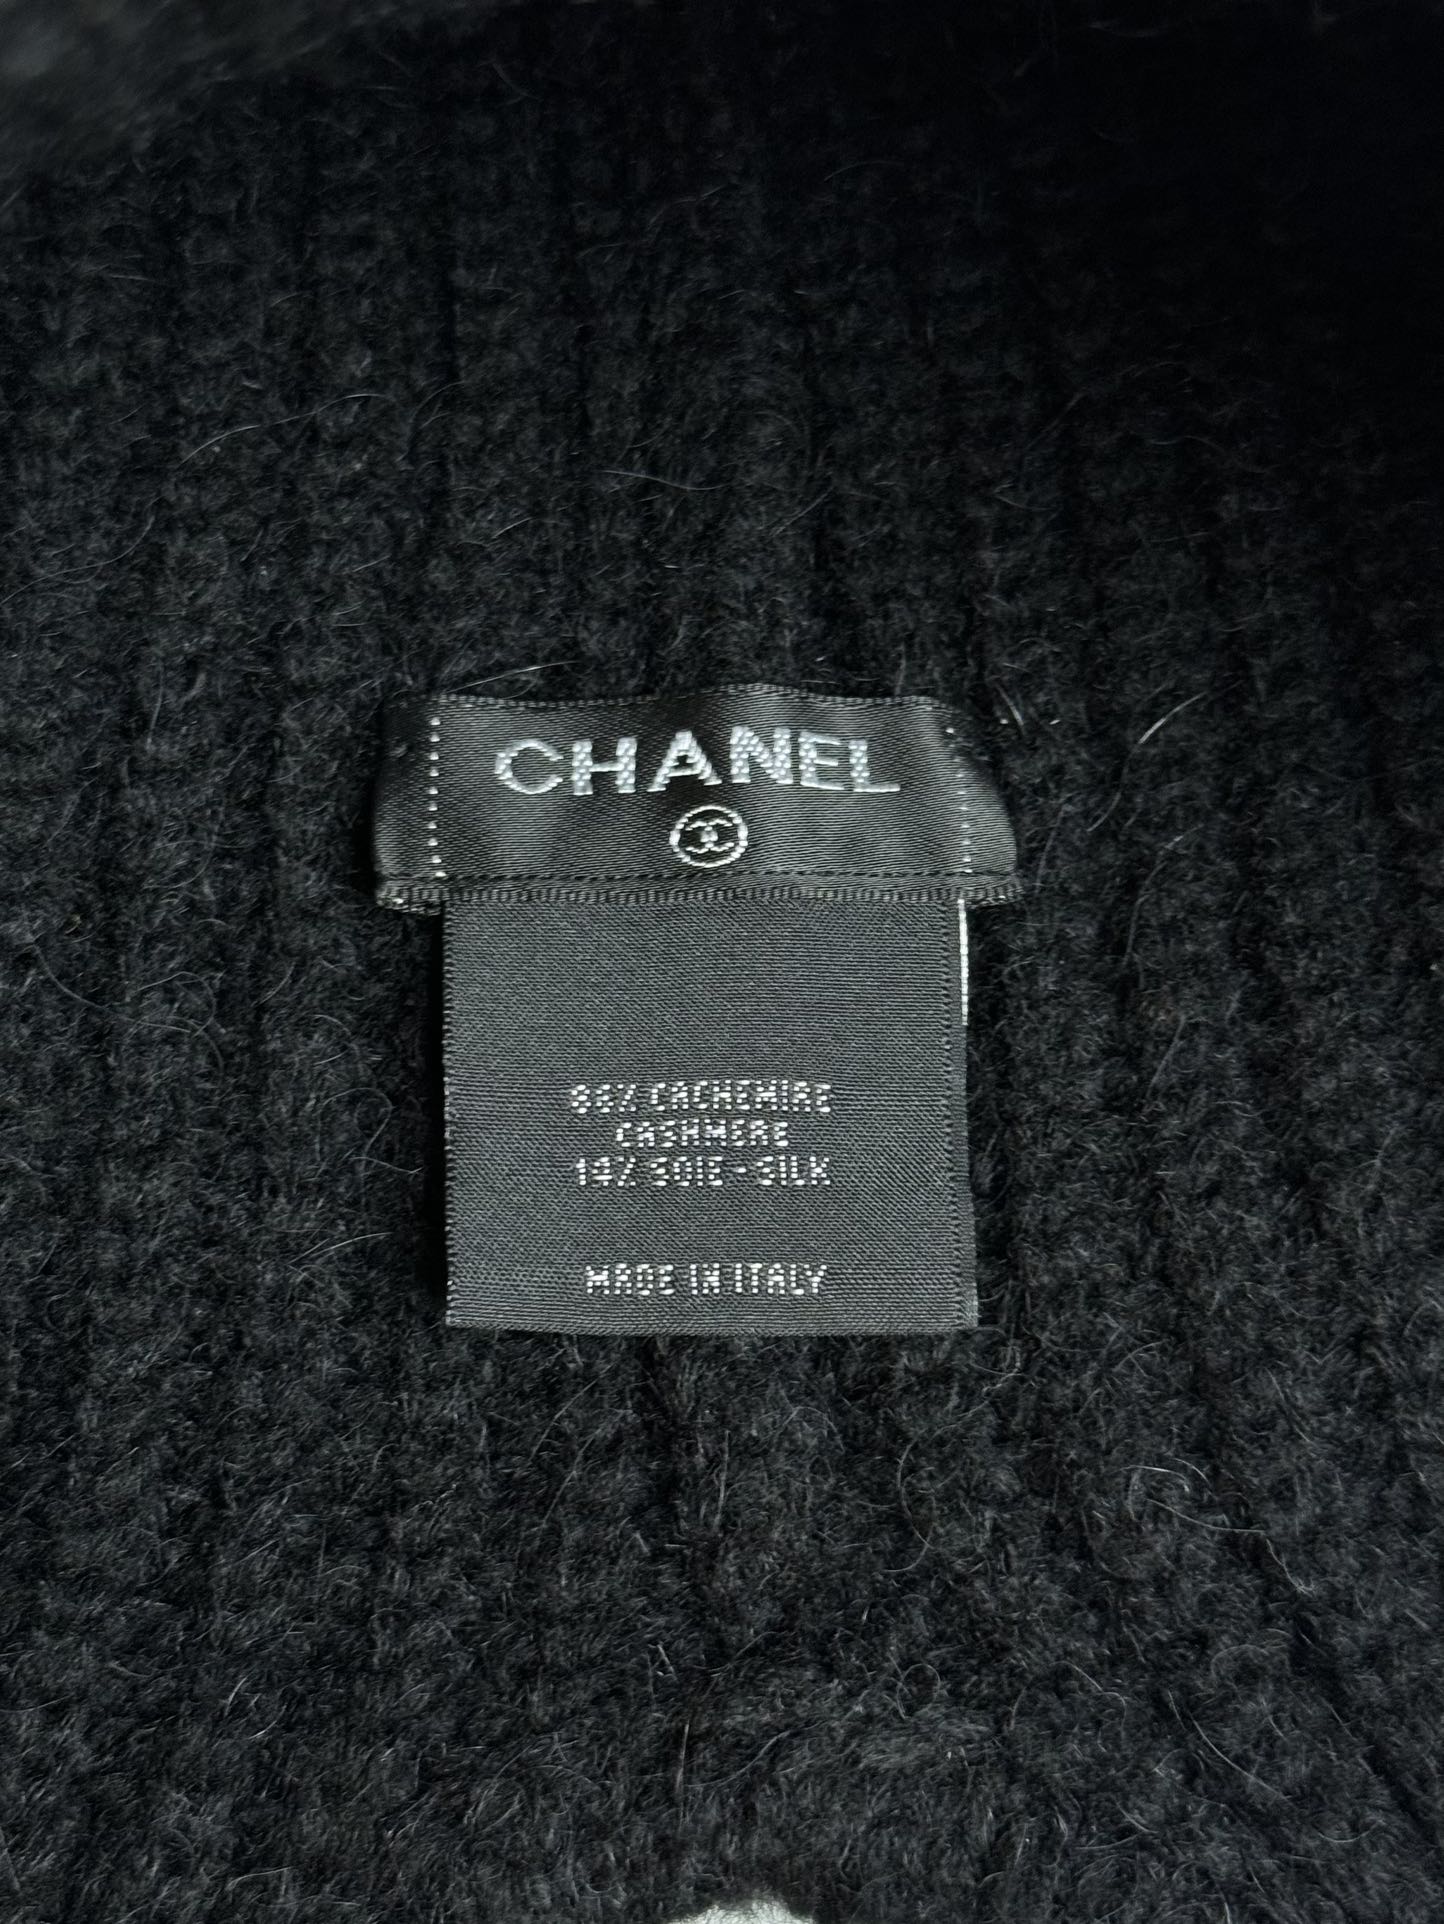 CHANEL
86% CACHEMIRE
CASHMERE
14% SOIE-SILK
MADE IN ITALY